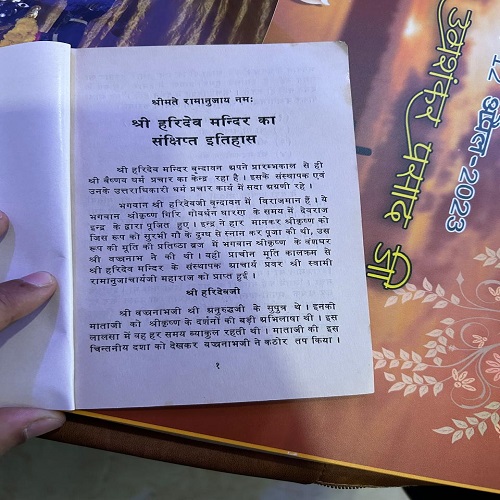 श्रीमते रामानुजाय नमः
श्री हरिदेव मन्दिर का
संक्षिप्त इतिहास
श्री हरिदेव मन्दिर वृन्दावन अपने प्रारम्भकाल से ही
श्री वैष्णव धर्म प्रचार का केन्द्र रहा है। इसके संस्थापक एवं
उनके उत्तराधिकारी धर्म प्रचार कार्य में सदा अग्रणी रहे।
भगवान श्री हरिदेवजी वृन्दावन में विराजमान हैं। ये
भगवान श्रीकृष्ण गिरि गोवर्धन धारण के समय में देवराज
इन्द्र के द्वारा पूजित हुए। इन्द्र ने हार मानकर श्रीकृष्ण को
जिस रूप को सुरभी गौ के दुग्ध से स्नान कर पूजा की थी, उस
रूप की मूर्ति की प्रतिष्ठा ब्रज में भगवान श्रीकृष्ण के वंशधर
श्री वज्रनाभ ने की थी। यही प्राचीन मूर्ति कालक्रम से
श्री हरिदेव मन्दिर के संस्थापक आचार्य प्रवर श्री स्वामी
रामानुजाचार्यजी महाराज को प्राप्त हुई।
श्री हरिदेवजी
श्री वज्रनाभजी श्री अनुरुद्धजी के सुपुत्र थे। इनकी
माताजी को श्रीकृष्ण के दर्शनों की बड़ी अभिलाषा थी। इस
लालसा में वह हर समय व्याकुल रहती थी। माताजी की इस
चिन्तनीय दशा को देखकर वज्रनाभजी ने कठोर तप किया।
१
उमाशंकर प्रसाद जी
12 अप्रैल-2023